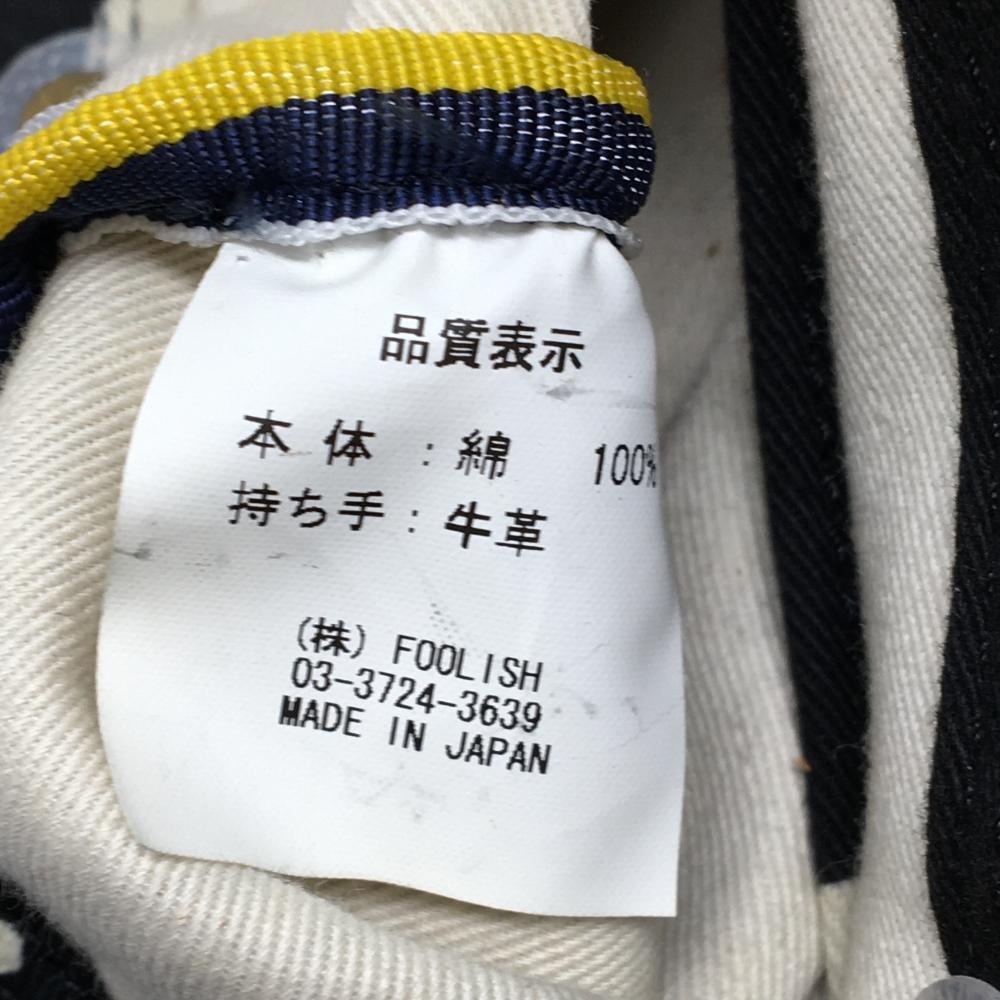 品質表示
本体：綿 100%
持ち手：牛革
(株) FOOLISH
03-3724-3639
MADE IN JAPAN